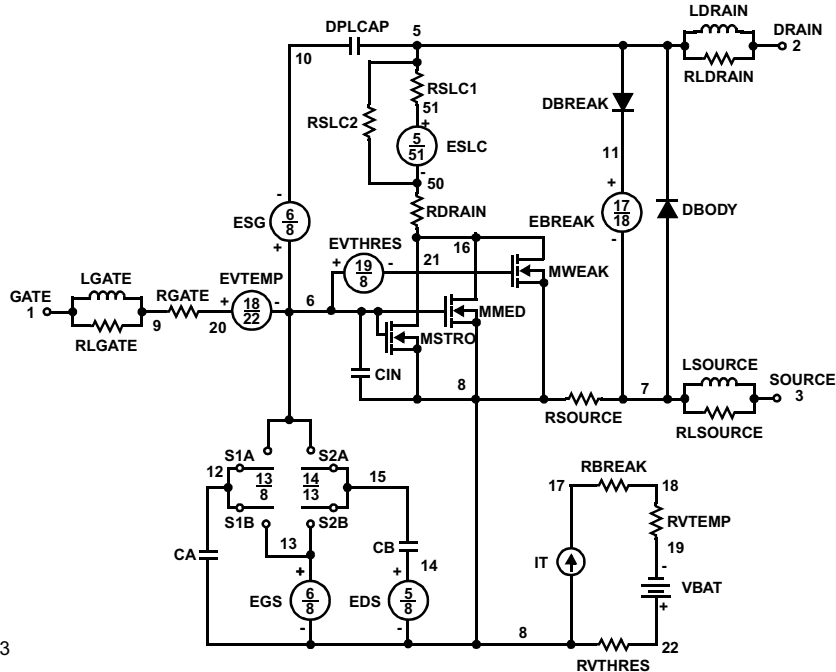 LDRAIN
DPLCAP 5 DRAIN
10 2
RSLC1 RLDRAIN
51 DBREAK
RSLC2 +
5
51 ESLC
11
-
50
- + 17
18
DBODY
ESG 6
8
RDRAIN EBREAK
+ EVTHRES 16 -
+ 19
8
- 21 MWEAK
LGATE EVTEMP
GATE RGATE + 18
22
- 6 MMED
1 9 20
RLGATE MSTRO
CIN LSOURCE
8 7 SOURCE
RSOURCE 3
RLSOURCE
12 S1A S2A
13
8
14
13
15 RBREAK
17 18
S1B S2B RVTEMP
13 CB 19
CA 14 IT -
+ + VBAT
EGS 6
8
EDS 5
8
+
- - 8 22
3 RVTHRES